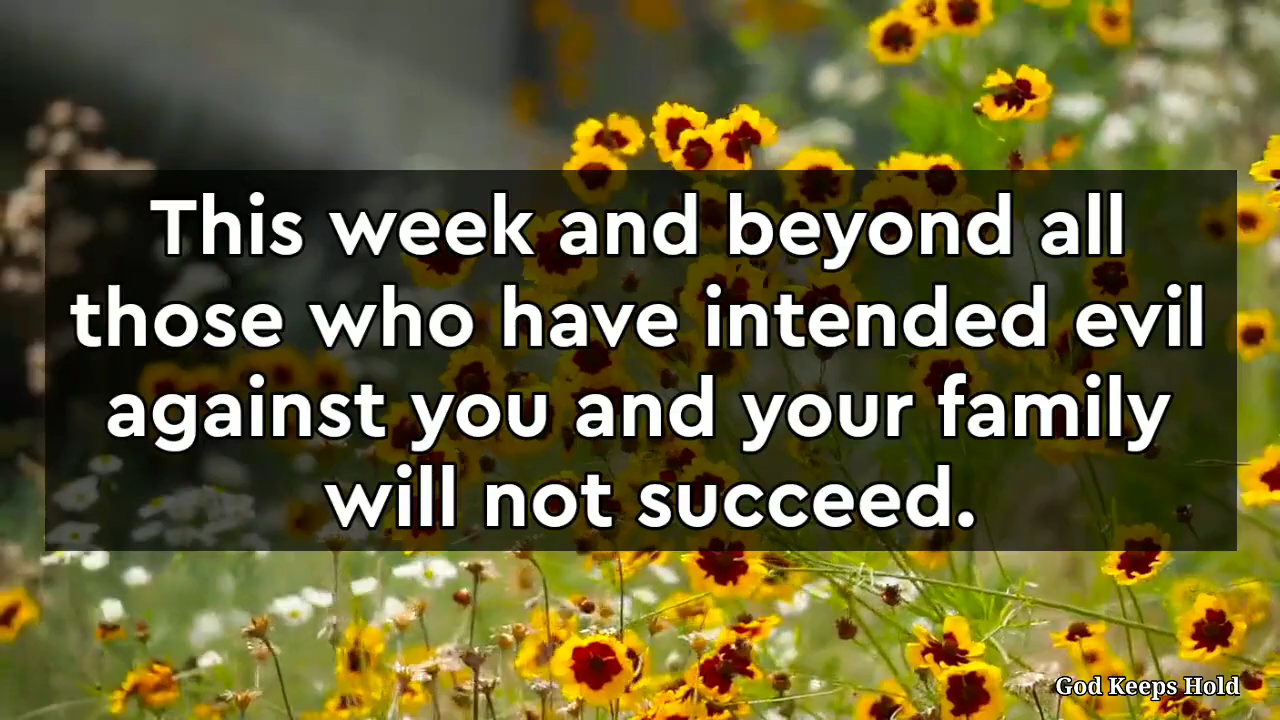 This week and beyond all
those who have intended evil
against you and your family
will not succeed.
God Keeps Hold